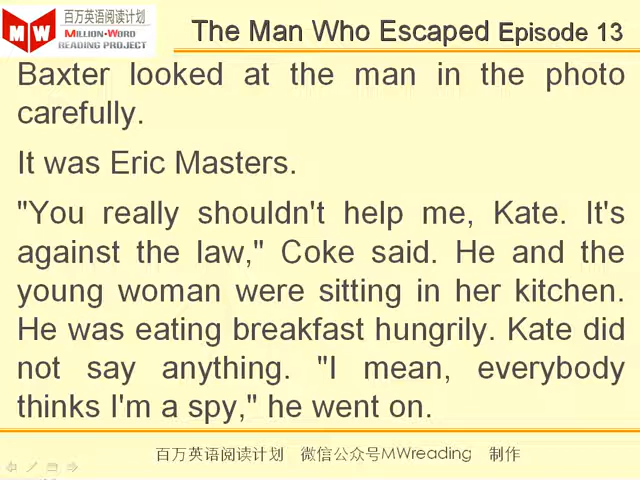 百万英语阅读计划
MW MILLION-WORD
READING PROJECT
The Man Who Escaped Episode 13
Baxter looked at the man in the photo
carefully.
It was Eric Masters.
"You really shouldn't help me, Kate. It's
against the law," Coke said. He and the
young woman were sitting in her kitchen.
He was eating breakfast hungrily. Kate did
not say anything. "I mean, everybody
thinks I'm a spy," he went on.
百万英语阅读计划 微信公众号MWreading 制作